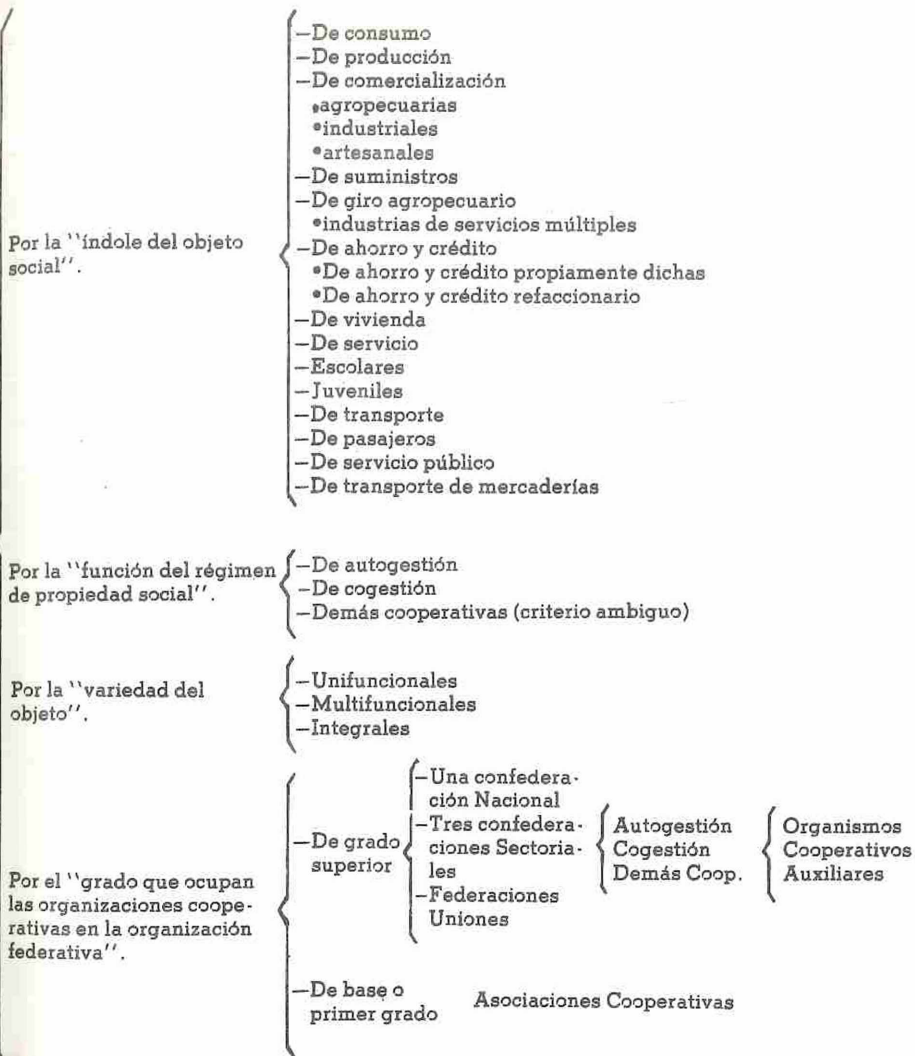 —De consumo
—De producción
—De comercialización
•agropecuarias
•industriales
•artesanales
—De suministros
—De giro agropecuario
•industrias de servicios múltiples
Por la ‘‘índole del objeto
social’’.
—De ahorro y crédito
•De ahorro y crédito propiamente dichas
•De ahorro y crédito refaccionario
—De vivienda
—De servicio
—Escolares
—Juveniles
—De transporte
—De pasajeros
—De servicio público
—De transporte de mercaderías
Por la ‘‘función del régimen
de propiedad social’’.
—De autogestión
—De cogestión
—Demás cooperativas (criterio ambiguo)
Por la ‘‘variedad del
objeto’’.
—Unifuncionales
—Multifuncionales
—Integrales
Por el ‘‘grado que ocupan
las organizaciones coope-
rativas en la organización
federativa’’.
—De grado
superior
—Una confedera-
ción Nacional
—Tres confedera-
ciones Sectoria-
les
—Federaciones
Uniones
Autogestión
Cogestión
Demás Coop.
Organismos
Cooperativos
Auxiliares
—De base o
primer grado
Asociaciones Cooperativas